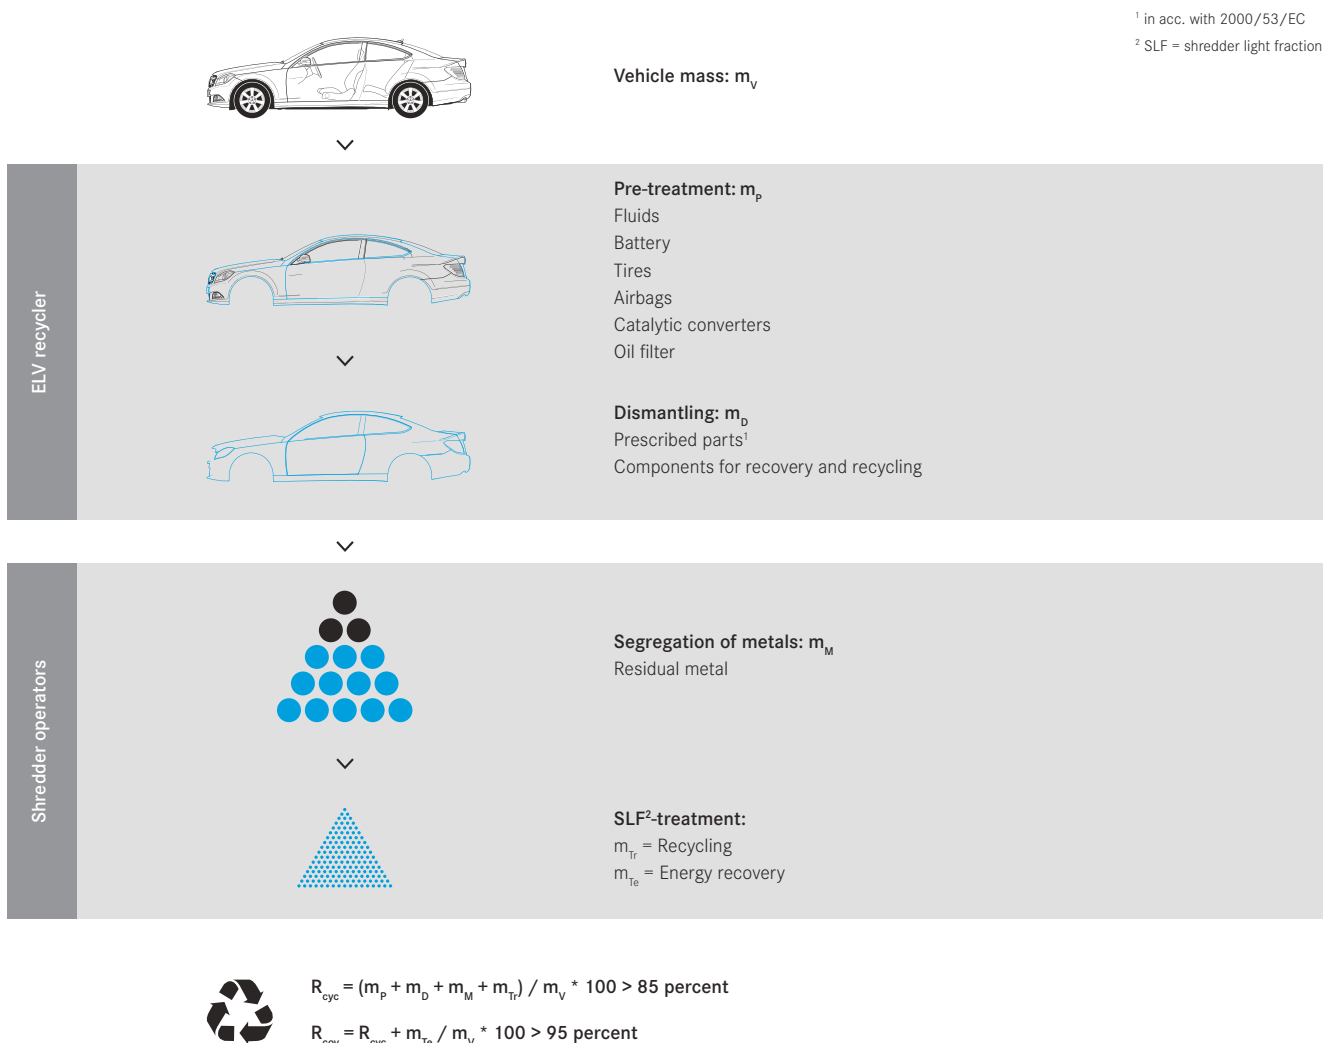 ¹ in acc. with 2000/53/EC
² SLF = shredder light fraction
Vehicle mass: mV
ELV recycler
Pre-treatment: mP
Fluids
Battery
Tires
Airbags
Catalytic converters
Oil filter
Dismantling: mD
Prescribed parts¹
Components for recovery and recycling
Shredder operators
Segregation of metals: mM
Residual metal
SLF²-treatment:
mTr = Recycling
mTe = Energy recovery
Rcyc = (mP + mD + mM + mTr) / mV * 100 > 85 percent
Rcov = Rcyc + mTe / mV * 100 > 95 percent